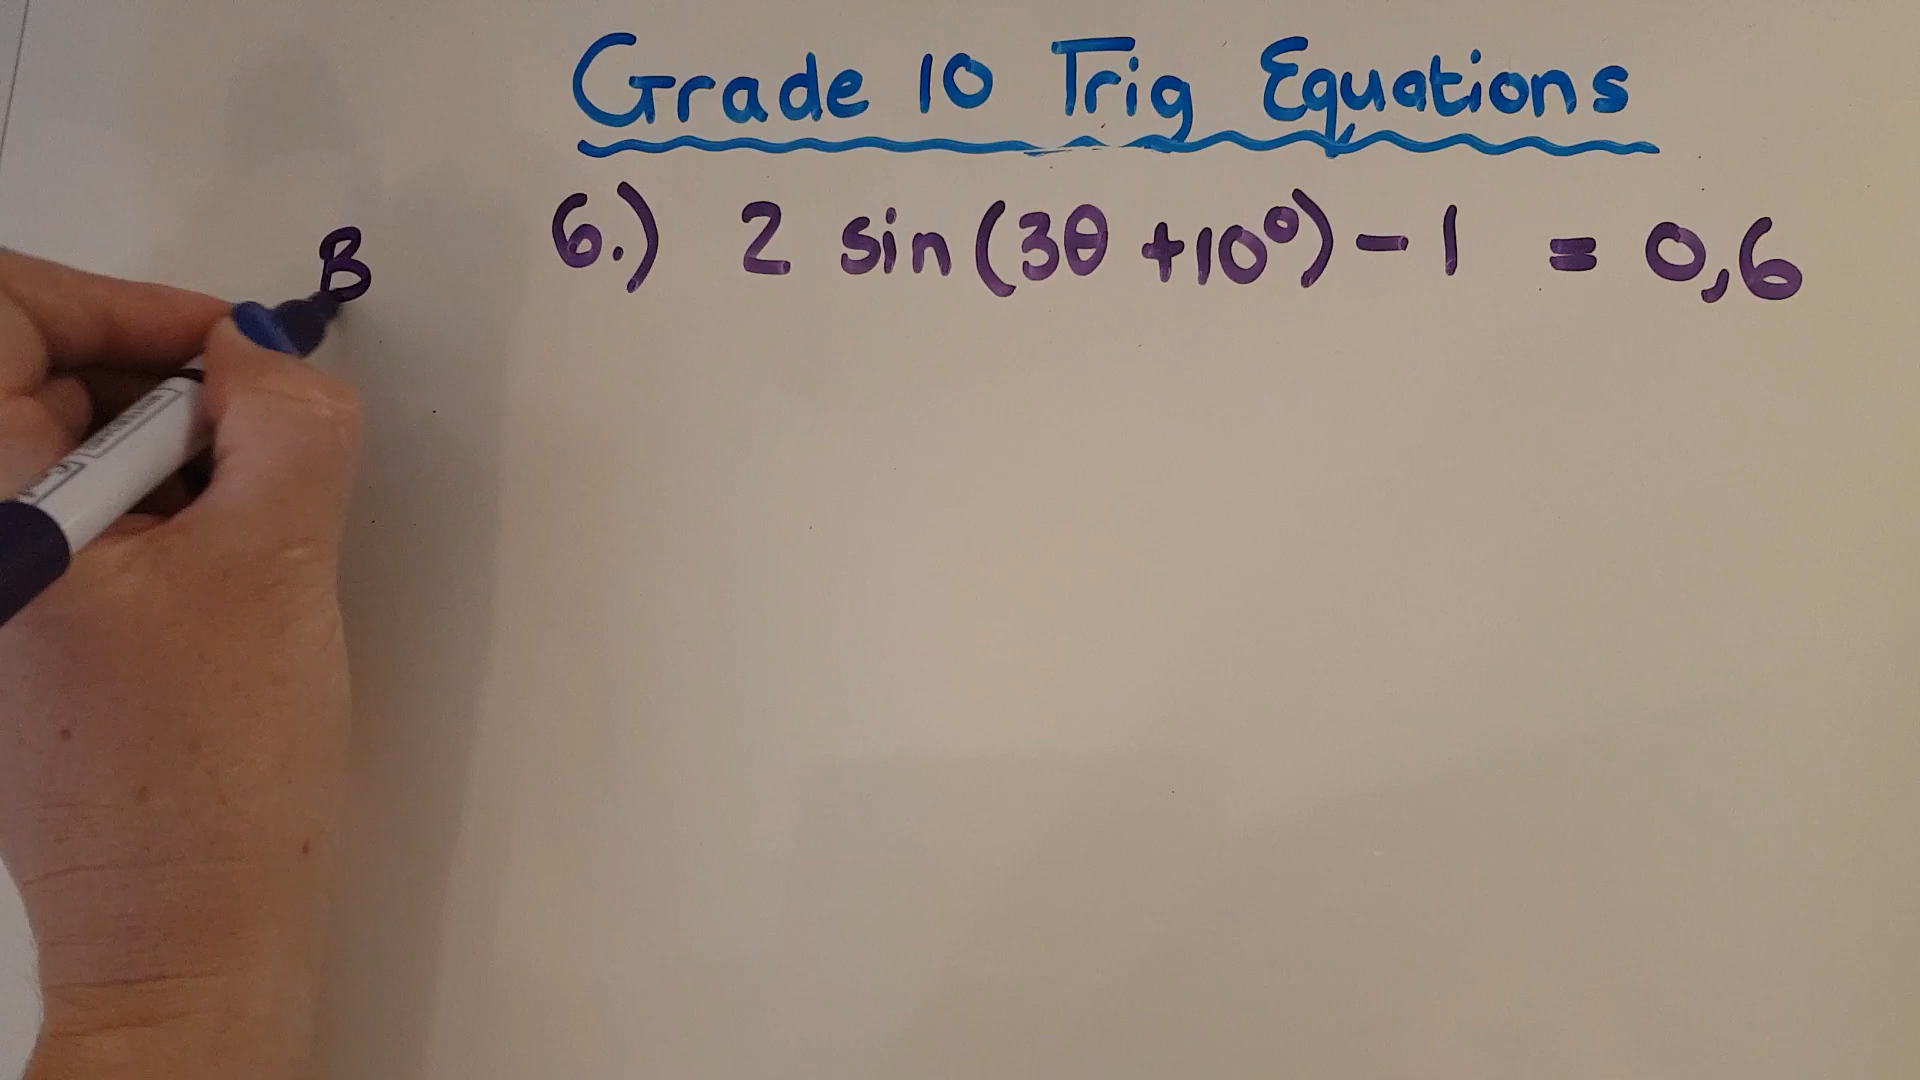 Grade 10 Trig Equations
B 6.) 2 sin(3θ +10°) - 1 = 0,6